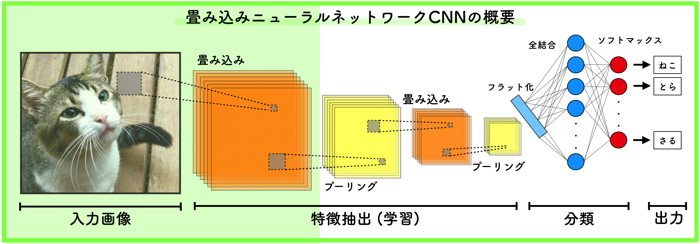 畳み込みニューラルネットワークCNNの概要
畳み込み
プーリング
畳み込み
プーリング
フラット化
全結合
ソフトマックス
ねこ
とら
さる
入力画像
特徴抽出(学習)
分類
出力